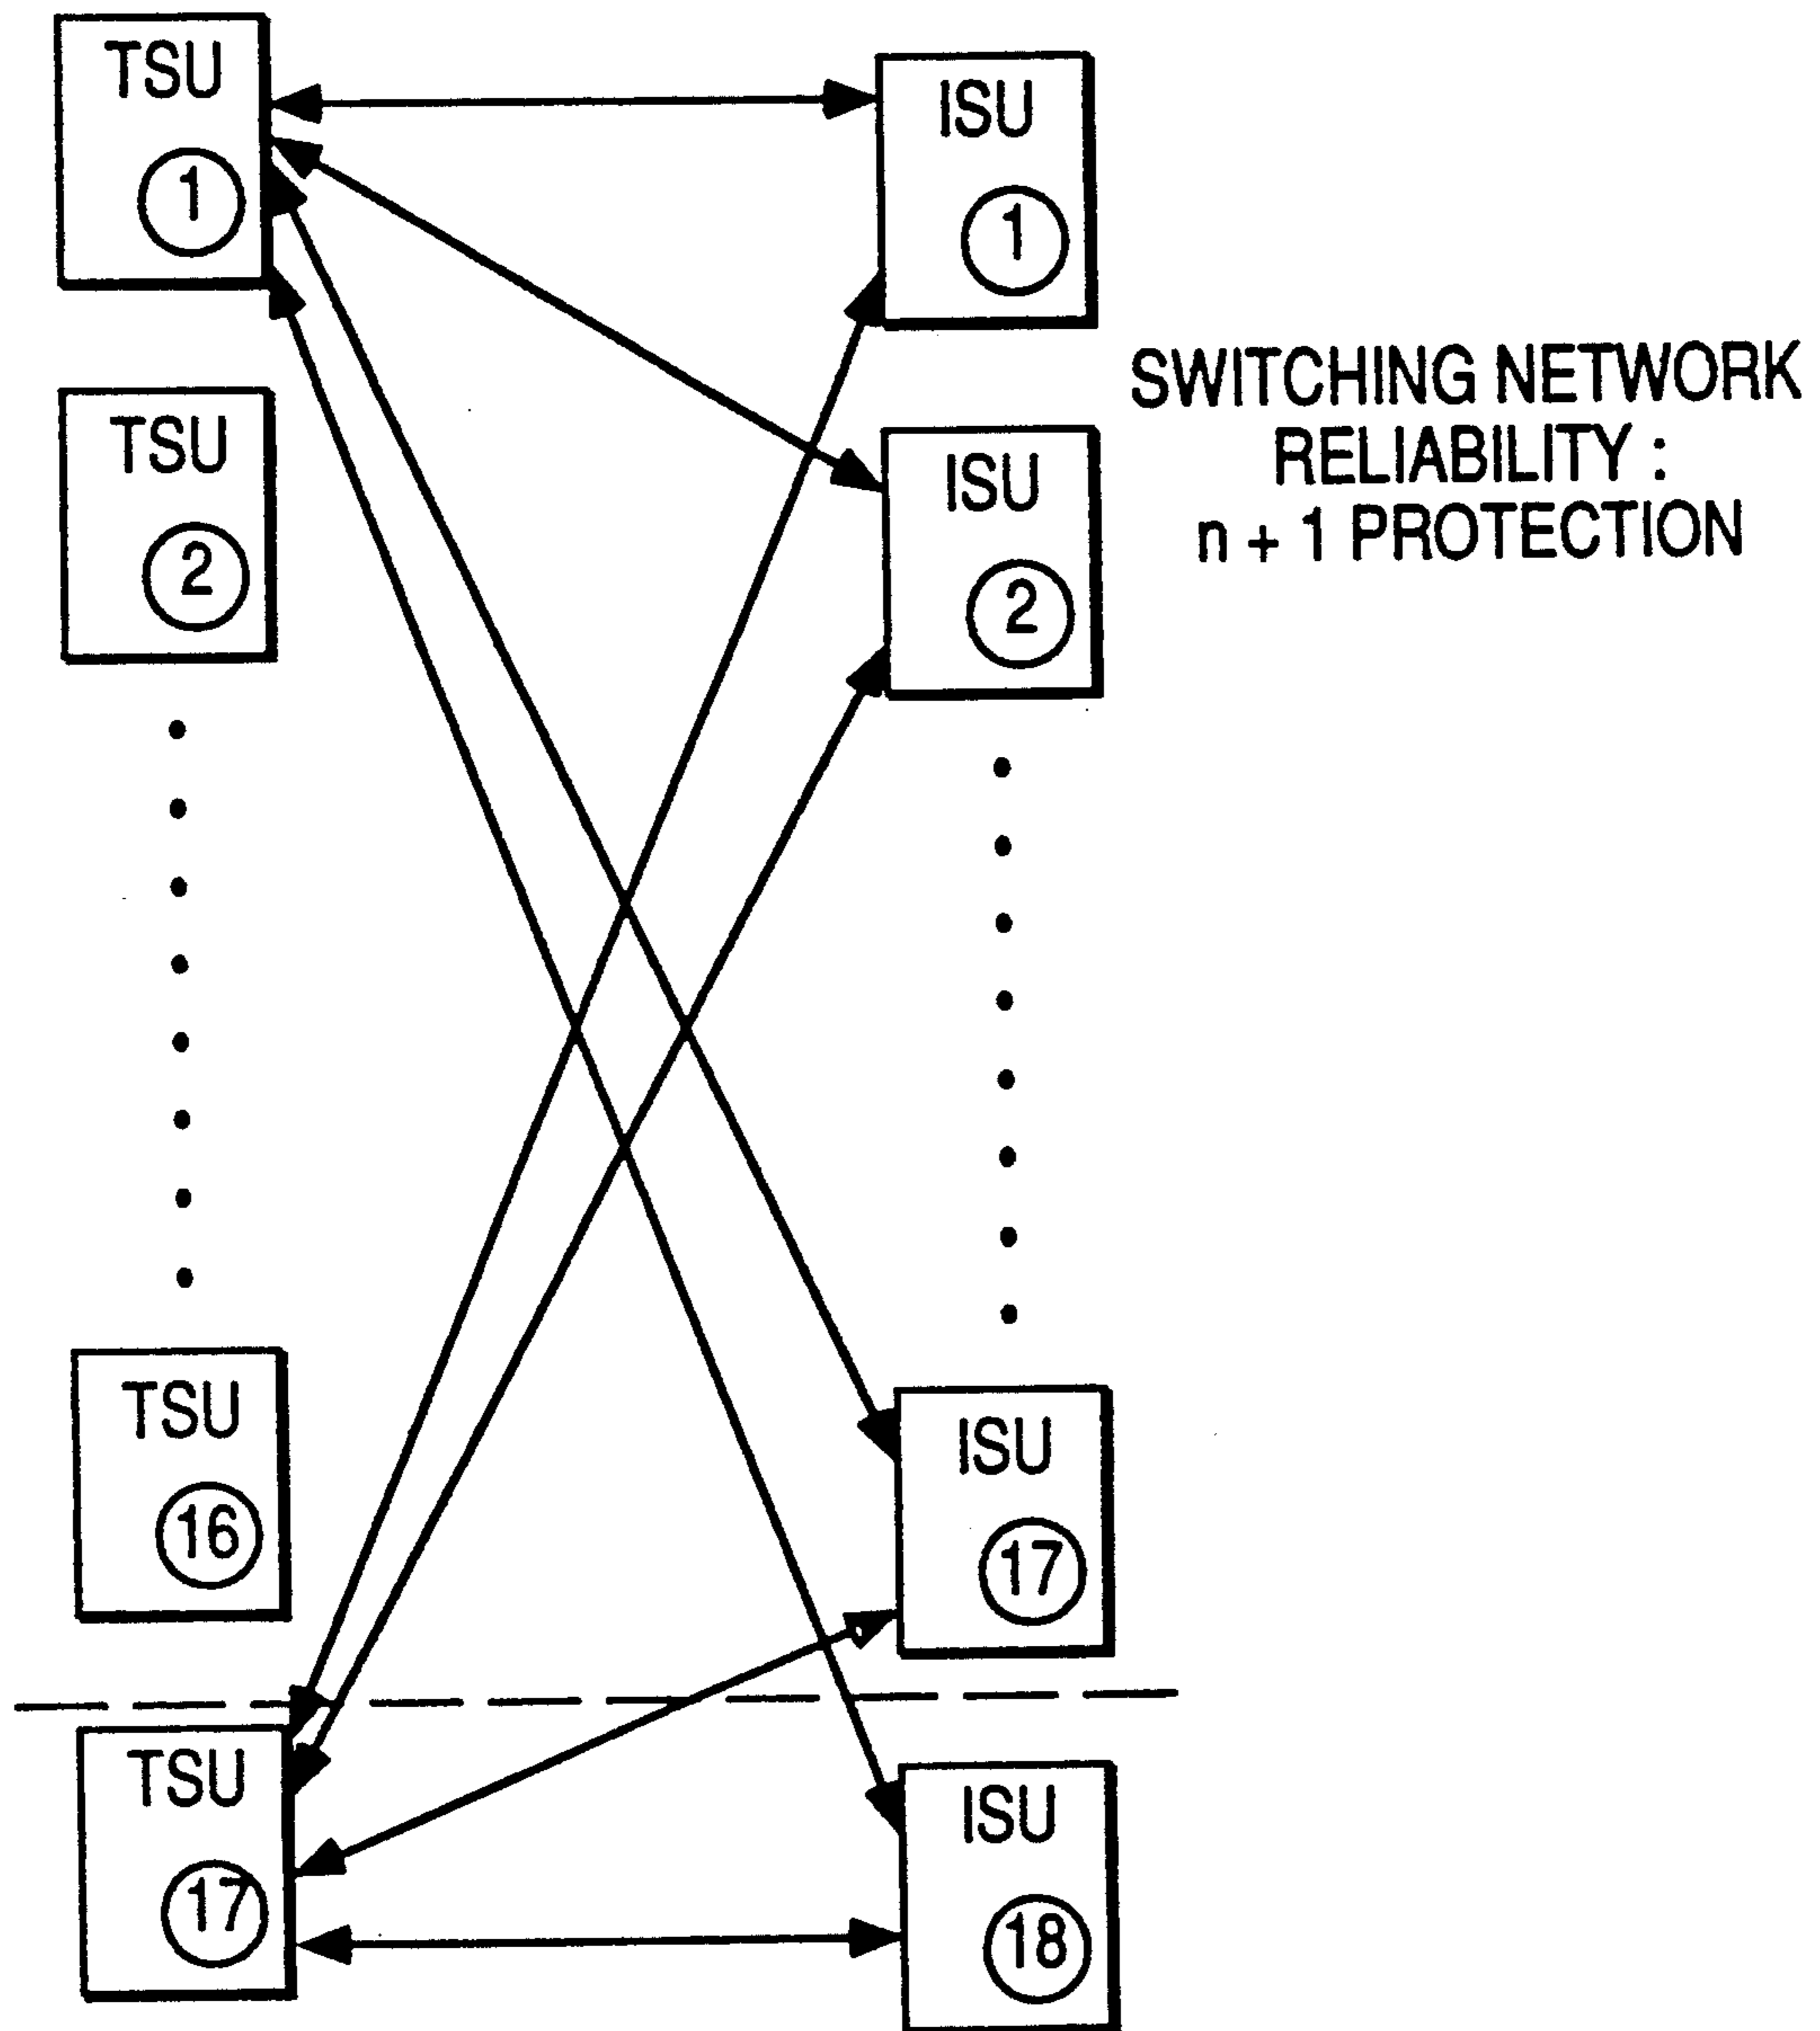 TSU
1
ISU
1
TSU
2
ISU
2
SWITCHING NETWORK
RELIABILITY :
n + 1 PROTECTION
TSU
16
ISU
17
TSU
17
ISU
18